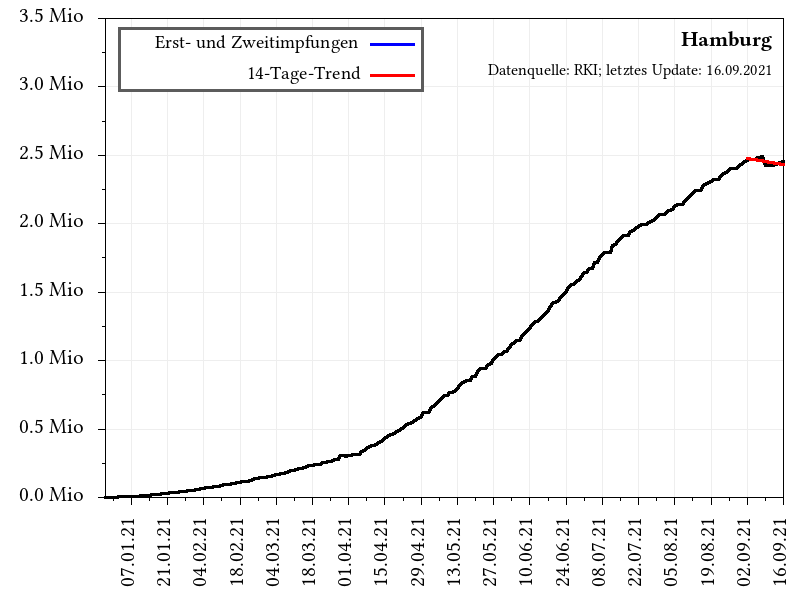 3.5 Mio
3.0 Mio
2.5 Mio
2.0 Mio
1.5 Mio
1.0 Mio
0.5 Mio
0.0 Mio
Erst- und Zweitimpfungen
14-Tage-Trend
Hamburg
Datenquelle: RKI; letztes Update: 16.09.2021
07.01.21
21.01.21
04.02.21
18.02.21
04.03.21
18.03.21
01.04.21
15.04.21
29.04.21
13.05.21
27.05.21
10.06.21
24.06.21
08.07.21
22.07.21
05.08.21
19.08.21
02.09.21
16.09.21